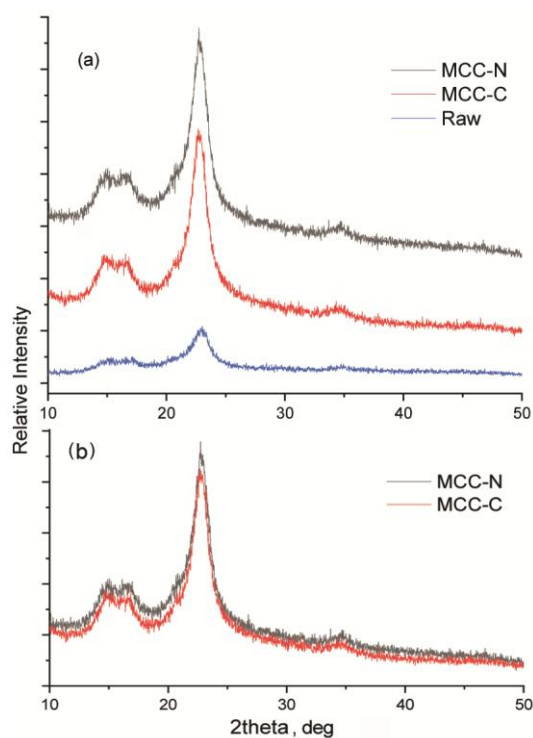 (a)
MCC-N
MCC-C
Raw
Relative Intensity
10 20 30 40 50
(b)
MCC-N
MCC-C
10 20 30 40 50
2theta , deg